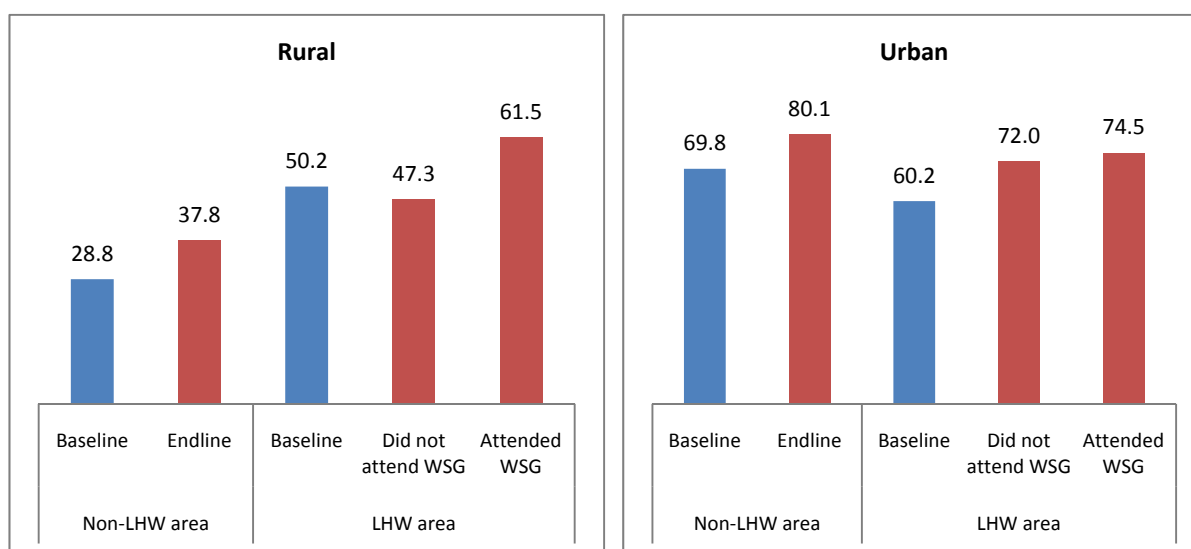 Rural
28.8
37.8
50.2
47.3
61.5
Baseline
Endline
Baseline
Did not
attend WSG
Attended
WSG
Non-LHW area
LHW area
Urban
69.8
80.1
60.2
72.0
74.5
Baseline
Endline
Baseline
Did not
attend WSG
Attended
WSG
Non-LHW area
LHW area